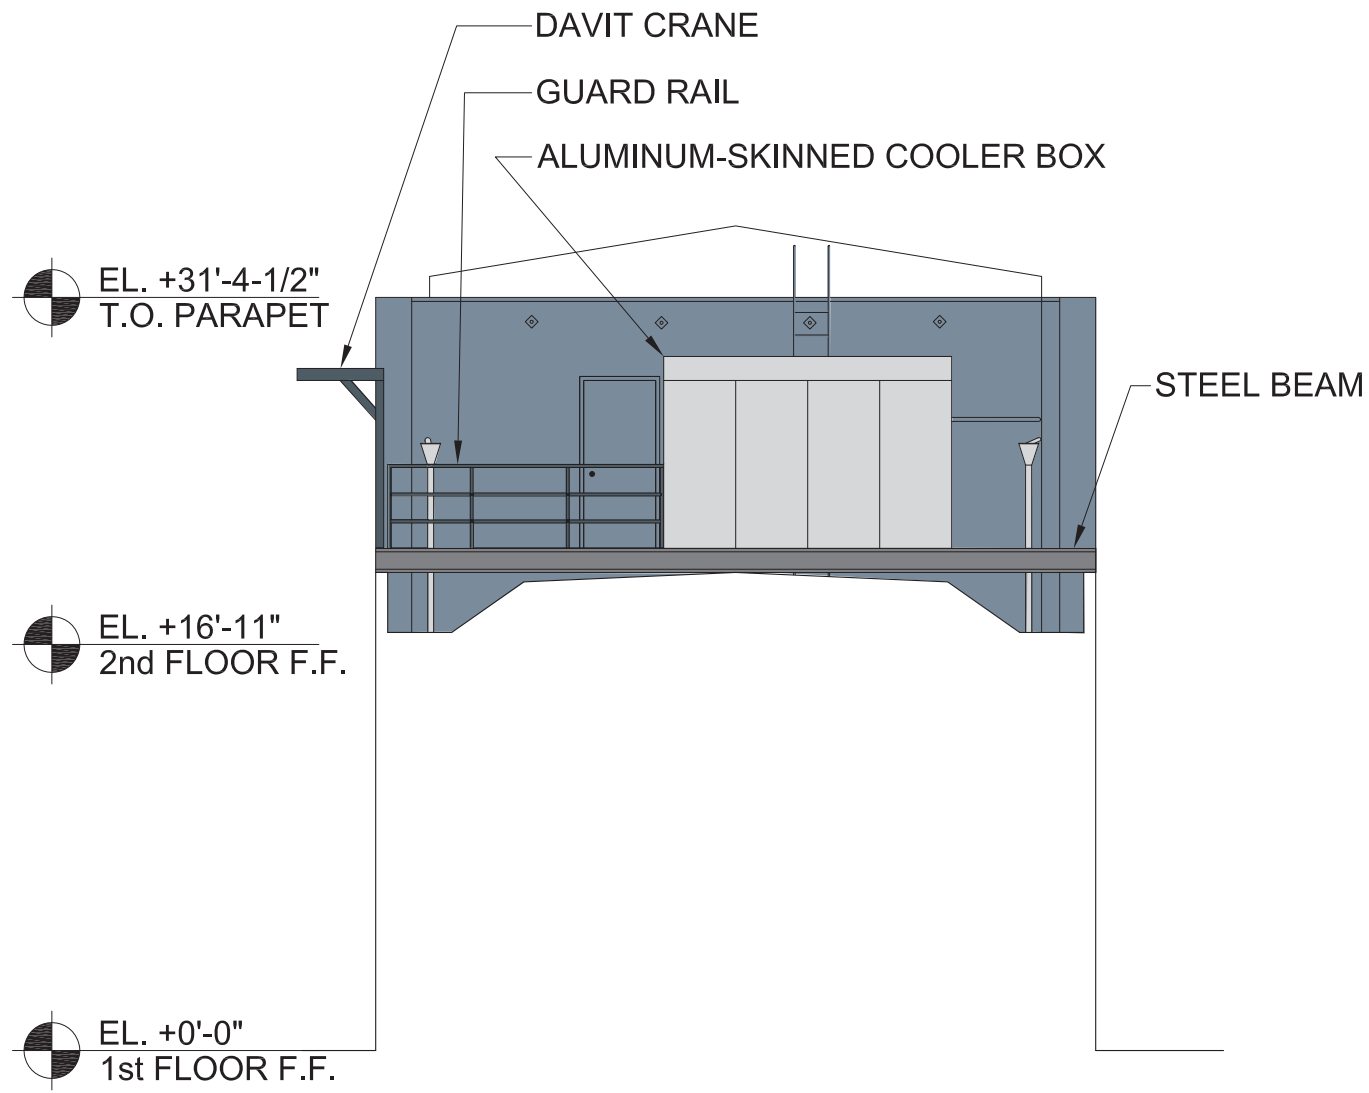 DAVIT CRANE
GUARD RAIL
ALUMINUM-SKINNED COOLER BOX
EL. +31'-4-1/2"
T.O. PARAPET
STEEL BEAM
EL. +16'-11"
2nd FLOOR F.F.
EL. +0'-0"
1st FLOOR F.F.